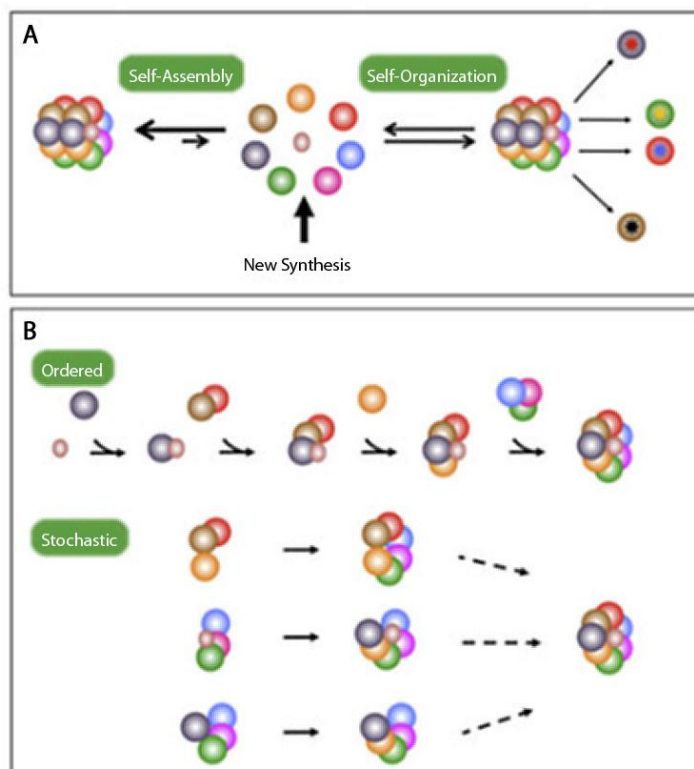 A
Self-Assembly
Self-Organization
New Synthesis
B
Ordered
Stochastic